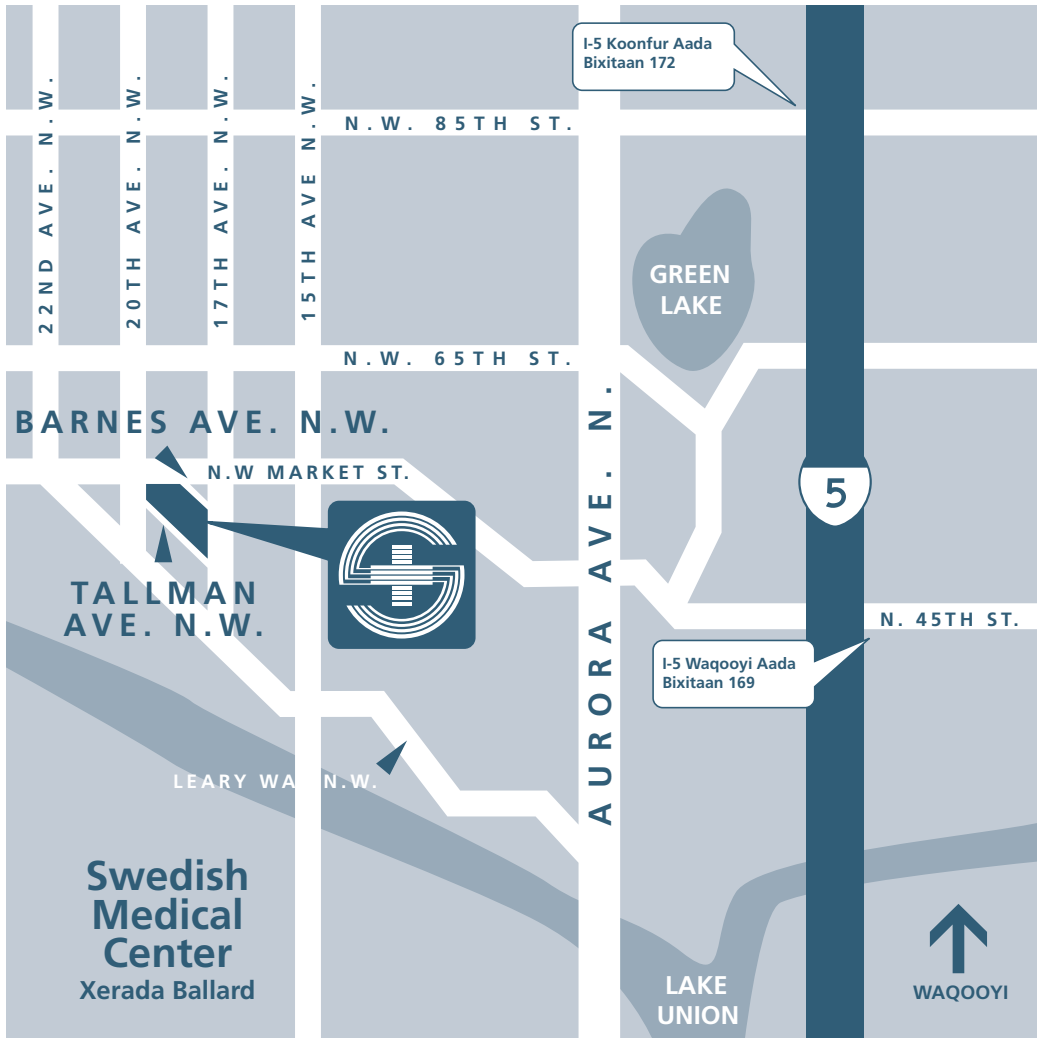 I-5 Koonfur Aada
Bixitaan 172
22ND AVE. N.W.
20TH AVE. N.W.
17TH AVE. N.W.
15TH AVE N.W.
N.W. 85TH ST.
GREEN
LAKE
N.W. 65TH ST.
BARNES AVE. N.W.
N.W MARKET ST.
5
TALLMAN
AVE. N.W.
AURORA AVE. N.
N. 45TH ST.
I-5 Waqooyi Aada
Bixitaan 169
LEARY WAY N.W.
Swedish
Medical
Center
Xerada Ballard
LAKE
UNION
WAQOOYI